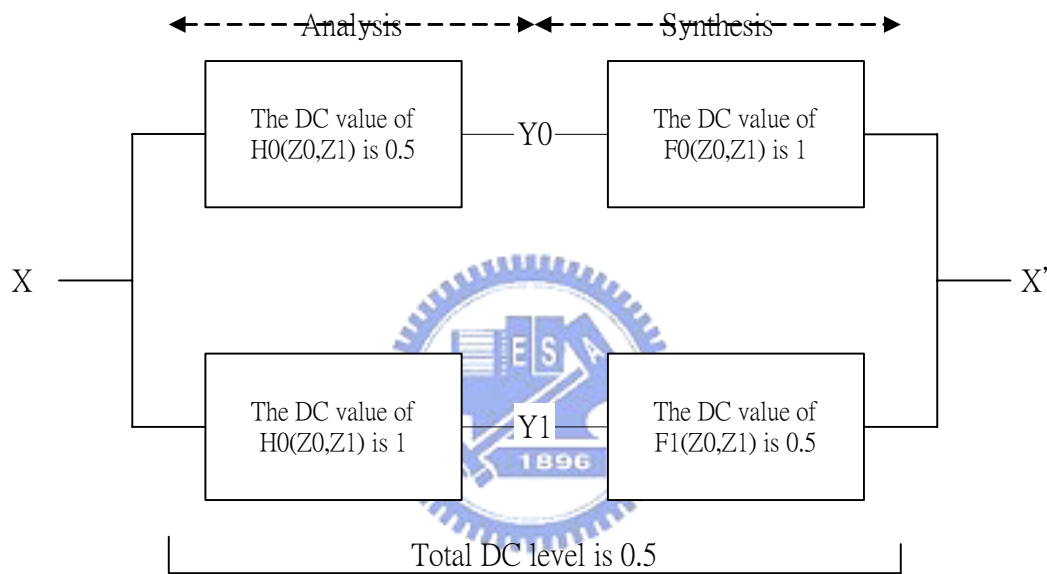 Analysis Synthesis
The DC value of
H0(Z0,Z1) is 0.5
Y0
The DC value of
F0(Z0,Z1) is 1
X
X'
E S A
The DC value of
H0(Z0,Z1) is 1
Y1
The DC value of
F1(Z0,Z1) is 0.5
1896
Total DC level is 0.5